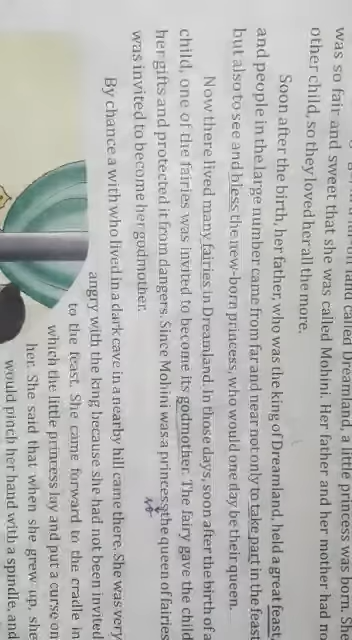 land called Dreamland, a little princess was born. Sh
was so fair and sweet that she was called Mohini. Her father and her mother had no
other child, so they loved her all the more.
Soon after the birth, her father, who was the king of Dreamland, held a great feast,
and people in the large number came from far and near not only to take part in the feas
but also to see and bless the new-born princess, who would one day be their queen.
Now there lived many fairies in Dreamland. In those days, soon after the birth of a
child, one of the fairies was invited to become its godmother. The fairy gave the child
her gifts and protected it from dangers. Since Mohini was a princess the queen of fairies
was invited to become her godmother.
By chance a with who lived in a dark cave in a nearby hill came there. She was very
angry with the king because she had not been invited
to the feast. She came forward to the cradle in
which the little princess lay and put a curse on
her. She said that when she grew up, she
would pinch her hand with a spindle, and